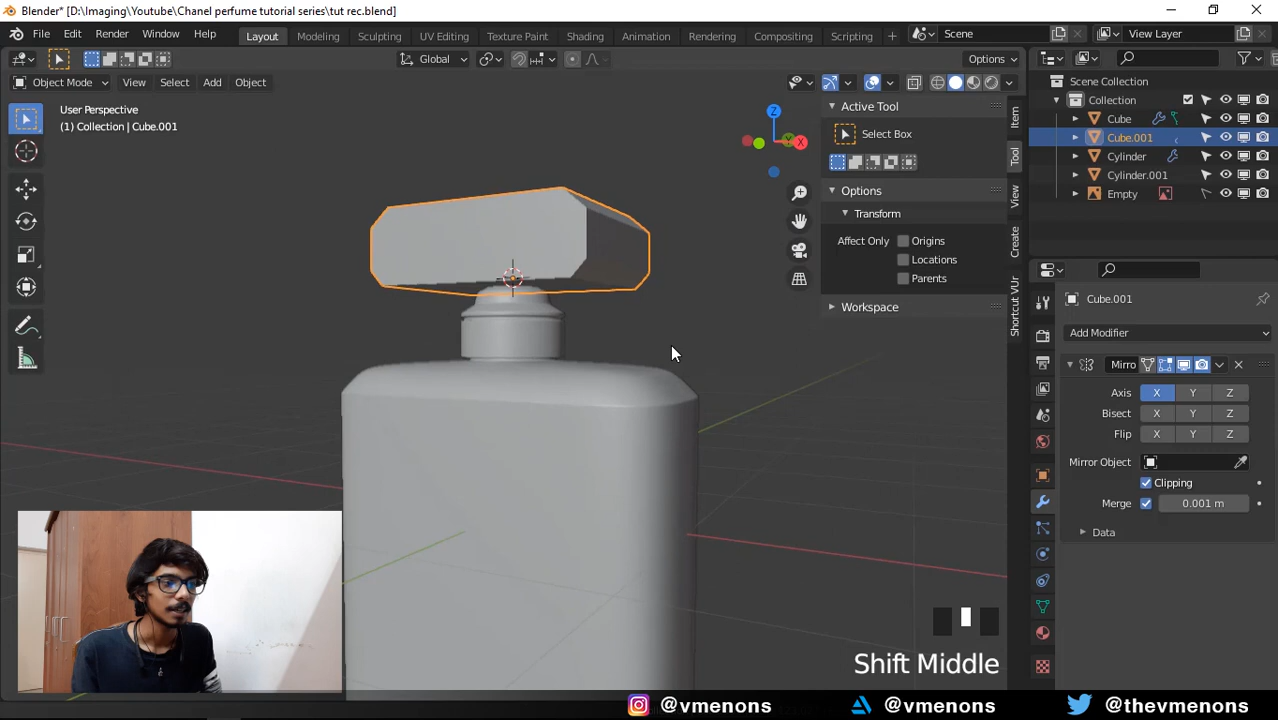 Blender* [D:\Imaging\Youtube\Chanel perfume tutorial series\tut rec.blend]
File Edit Render Window Help Layout Modeling Sculpting UV Editing Texture Paint Shading Animation Rendering Compositing Scripting Scene View Layer
Global Options
Object Mode View Select Add Object
User Perspective
(1) Collection | Cube.001
Z
Y
X
Active Tool
Select Box
Options
Transform
Affect Only Origins
Locations
Parents
Workspace
Item
Tool
View
Create
Shortcut VUr
Scene Collection
Collection
Cube
Cube.001
Cylinder
Cylinder.001
Empty
Cube.001
Add Modifier
Mirro
Axis X Y Z
Bisect X Y Z
Flip X Y Z
Mirror Object
Clipping
Merge 0.001 m
Data
Shift Middle
@vmenons @vmenons @thevmenons